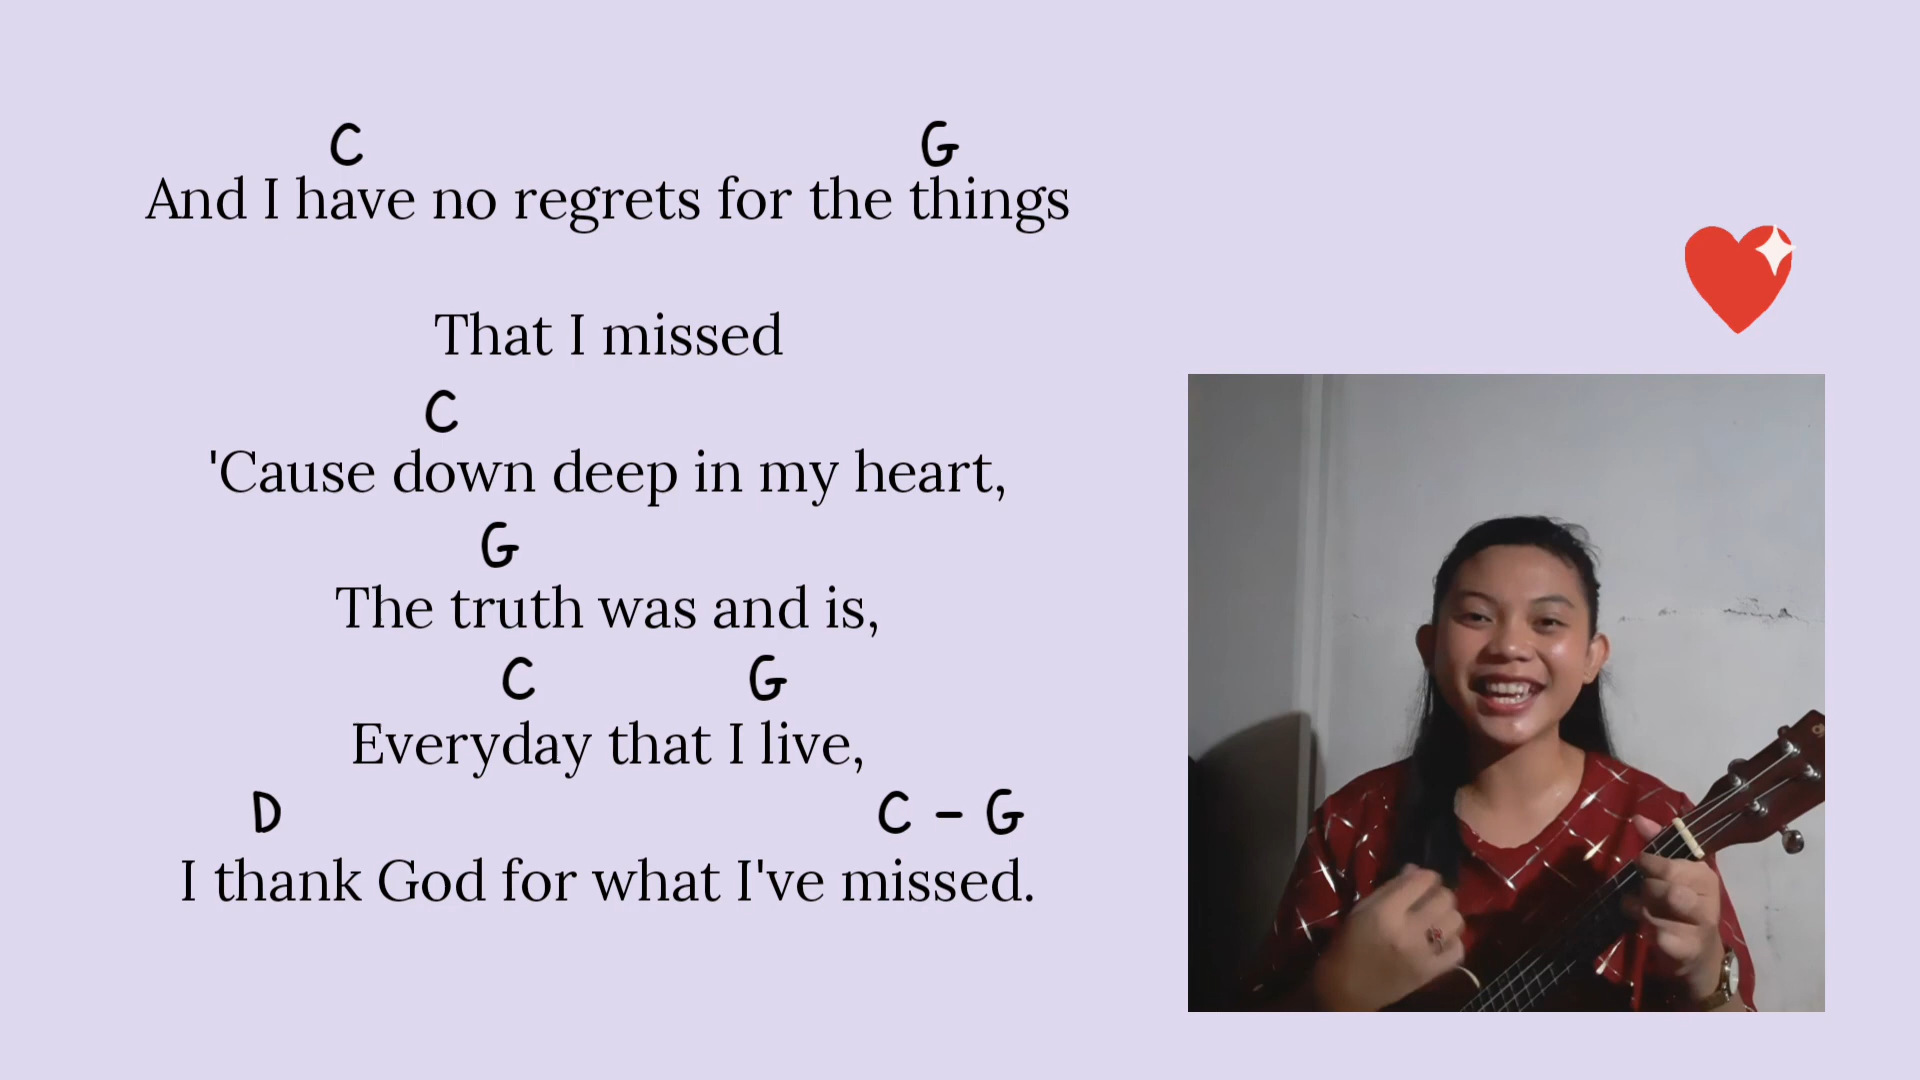 C G
And I have no regrets for the things
That I missed
C
'Cause down deep in my heart,
G
The truth was and is,
C G
Everyday that I live,
D C – G
I thank God for what I've missed.